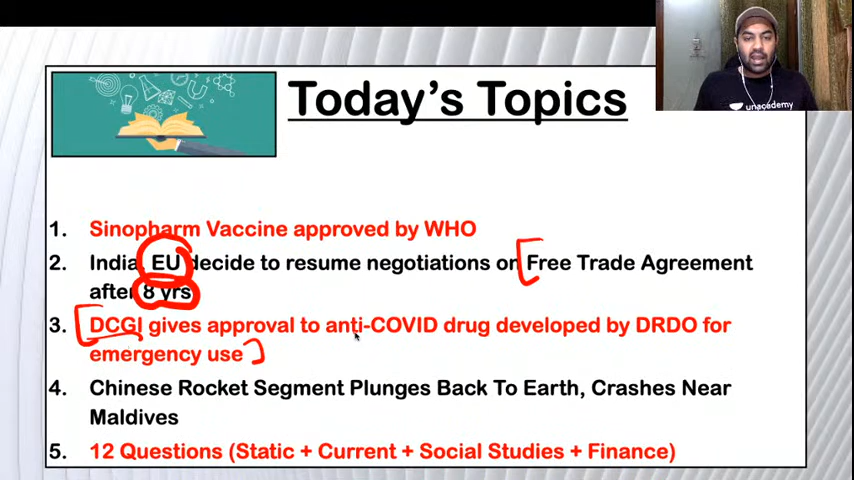 Today's Topics
unacademy
1. Sinopharm Vaccine approved by WHO
2. India EU decide to resume negotiations on Free Trade Agreement
after 8 yrs
3. DCGI gives approval to anti-COVID drug developed by DRDO for
emergency use
4. Chinese Rocket Segment Plunges Back To Earth, Crashes Near
Maldives
5. 12 Questions (Static + Current + Social Studies + Finance)